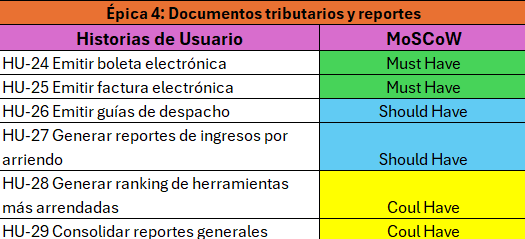 Épica 4: Documentos tributarios y reportes
Historias de Usuario MoSCoW
HU-24 Emitir boleta electrónica Must Have
HU-25 Emitir factura electrónica Must Have
HU-26 Emitir guías de despacho Should Have
HU-27 Generar reportes de ingresos por
arriendo Should Have
HU-28 Generar ranking de herramientas
más arrendadas Coul Have
HU-29 Consolidar reportes generales Coul Have